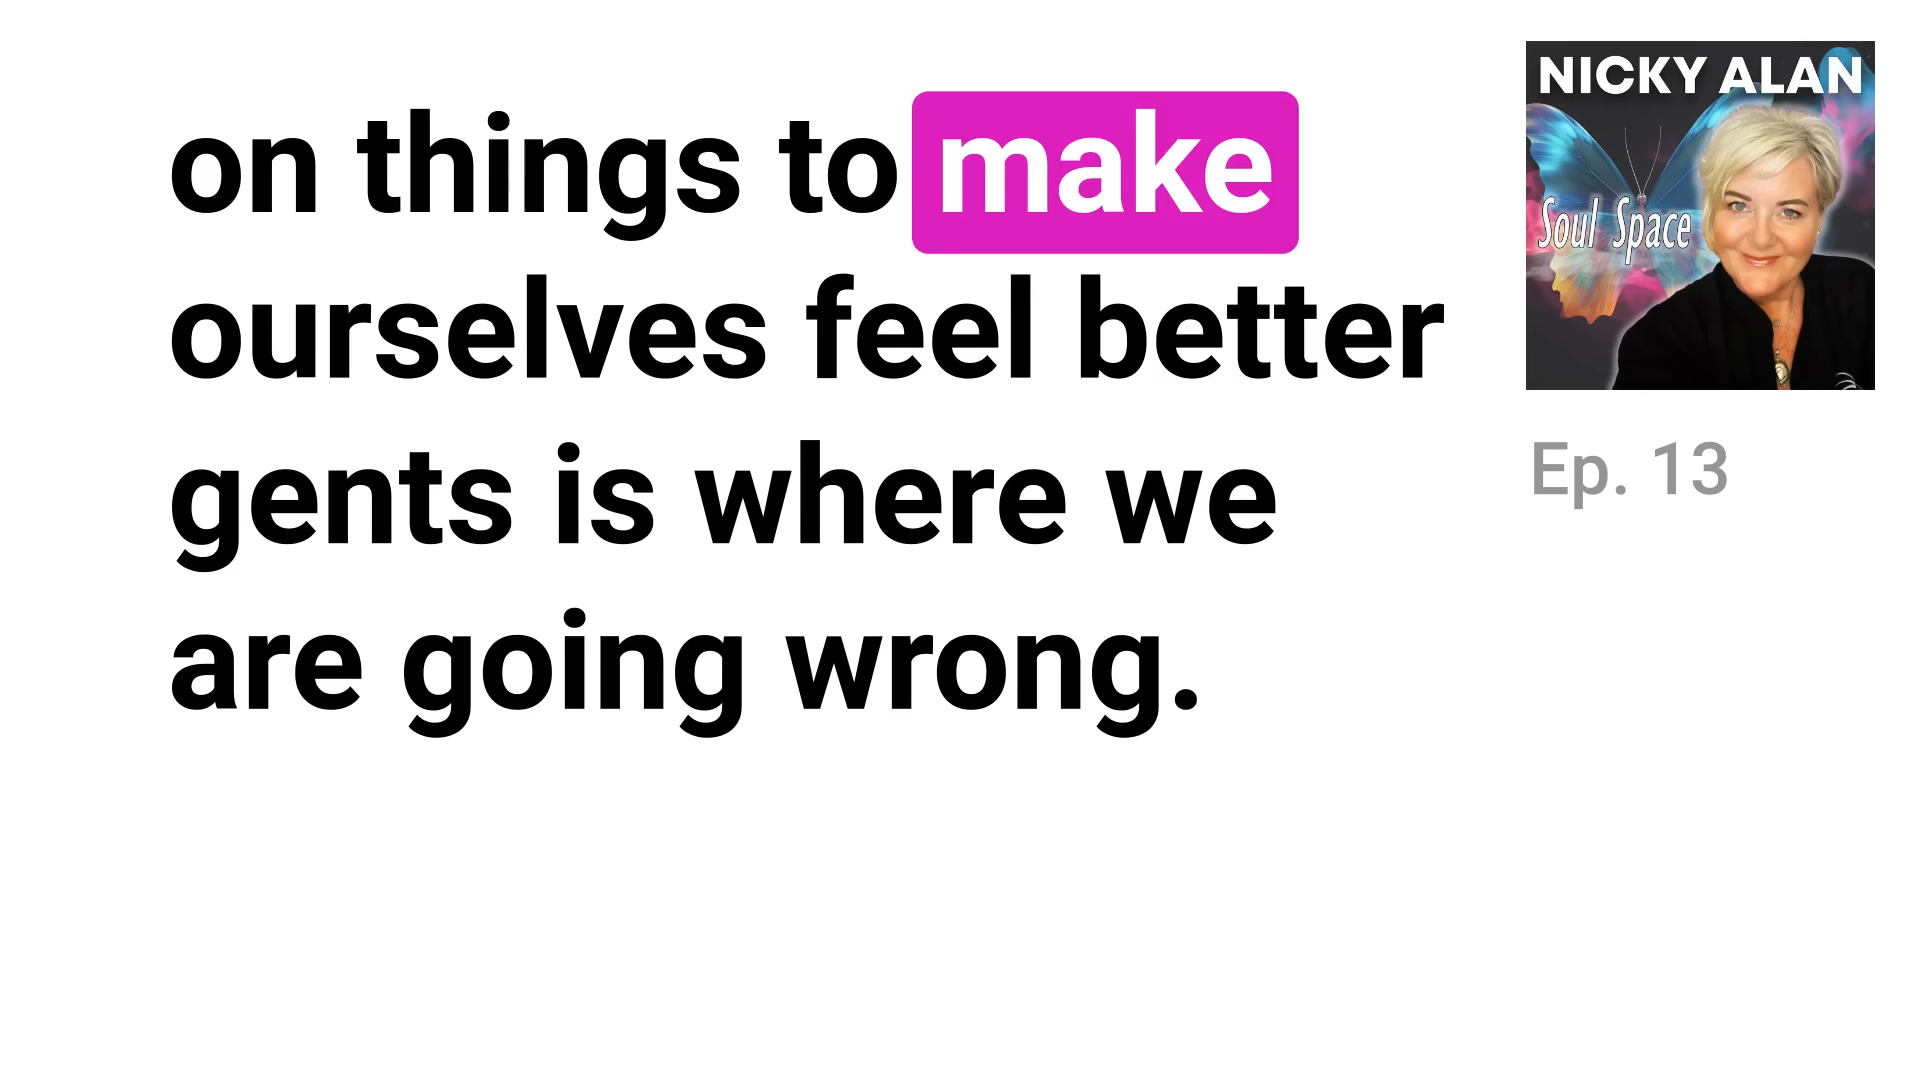 on things to make
ourselves feel better
gents is where we
are going wrong.
NICKY ALAN
Soul Space
Ep. 13